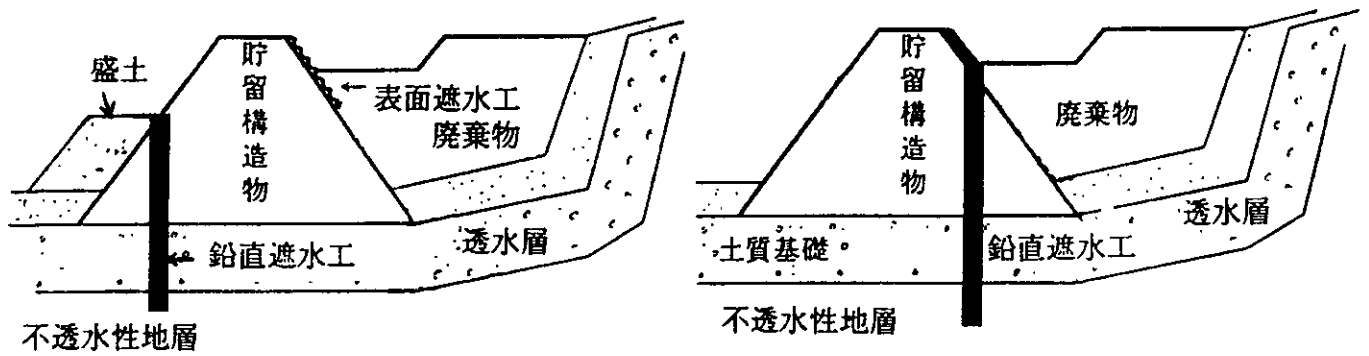 盛土
貯留構造物
表面遮水工
廃棄物
透水層
鉛直遮水工
不透水性地層
貯留構造物
廃棄物
透水層
土質基礎
鉛直遮水工
不透水性地層